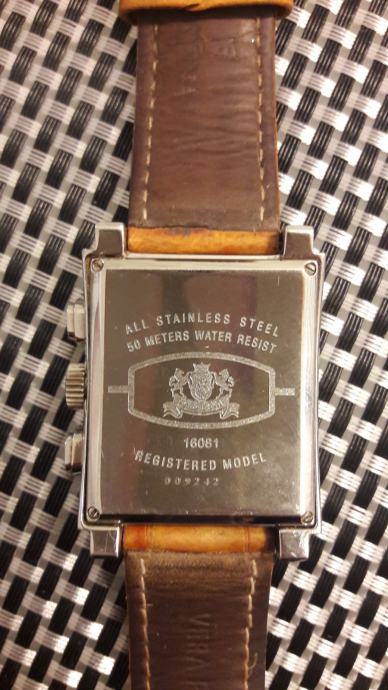 ALL STAINLESS STEEL
50 METERS WATER RESIST
16081
REGISTERED MODEL
009242